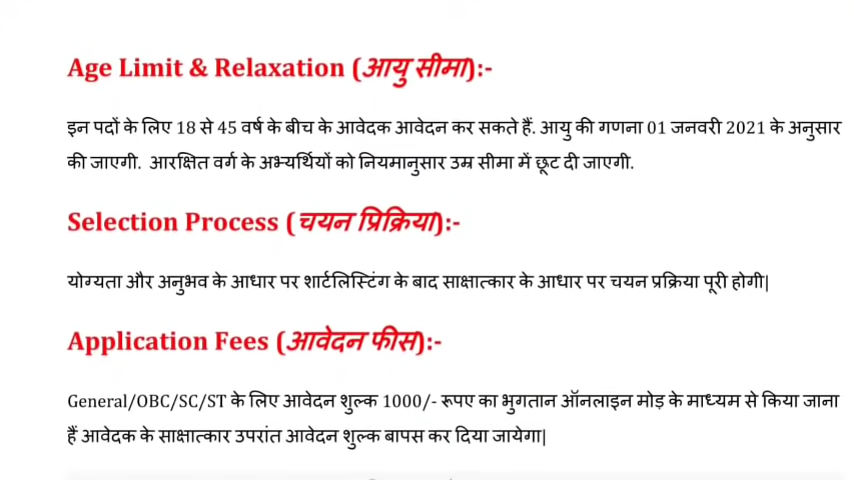 Age Limit & Relaxation (आयु सीमा):-
इन पदों के लिए 18 से 45 वर्ष के बीच के आवेदक आवेदन कर सकते हैं. आयु की गणना 01 जनवरी 2021 के अनुसार
की जाएगी. आरक्षित वर्ग के अभ्यर्थियों को नियमानुसार उम्र सीमा में छूट दी जाएगी.
Selection Process (चयन प्रिक्रिया):-
योग्यता और अनुभव के आधार पर शार्टलिस्टिंग के बाद साक्षात्कार के आधार पर चयन प्रक्रिया पूरी होगी|
Application Fees (आवेदन फीस):-
General/OBC/SC/ST के लिए आवेदन शुल्क 1000/- रूपए का भुगतान ऑनलाइन मोड़ के माध्यम से किया जाना
हैं आवेदक के साक्षात्कार उपरांत आवेदन शुल्क बापस कर दिया जायेगा|